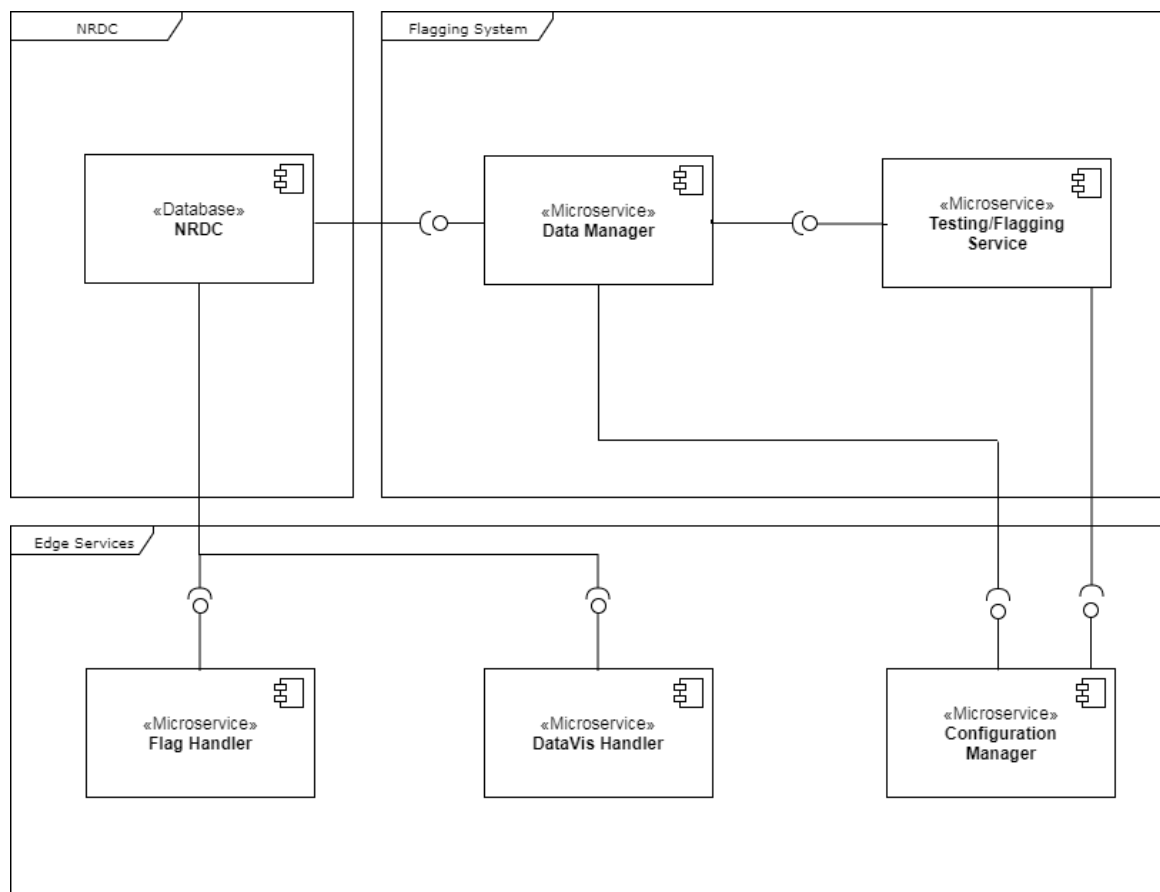 NRDC
Flagging System
«Database»
NRDC
«Microservice»
Data Manager
«Microservice»
Testing/Flagging
Service
Edge Services
«Microservice»
Flag Handler
«Microservice»
DataVis Handler
«Microservice»
Configuration
Manager